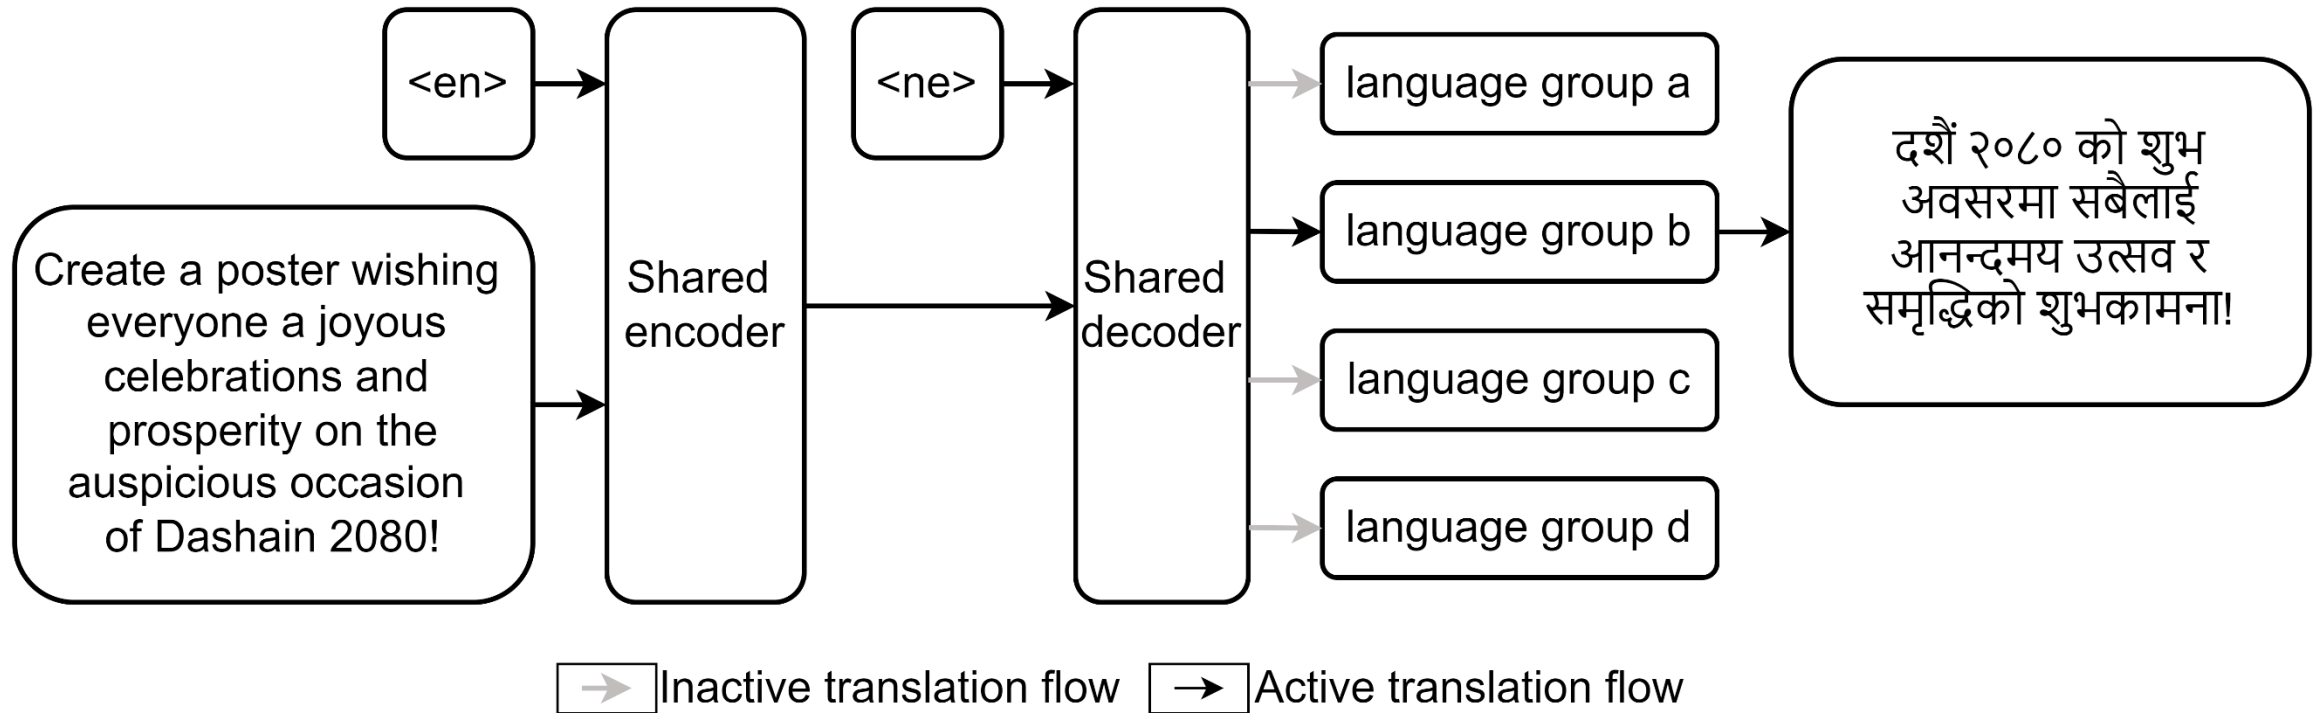 <en>
Create a poster wishing
everyone a joyous
celebrations and
prosperity on the
auspicious occasion
of Dashain 2080!
Shared
encoder
<ne>
Shared
decoder
language group a
language group b
language group c
language group d
दशैं २०८० को शुभ
अवसरमा सबैलाई
आनन्दमय उत्सव र
समृद्धिको शुभकामना!
Inactive translation flow
Active translation flow